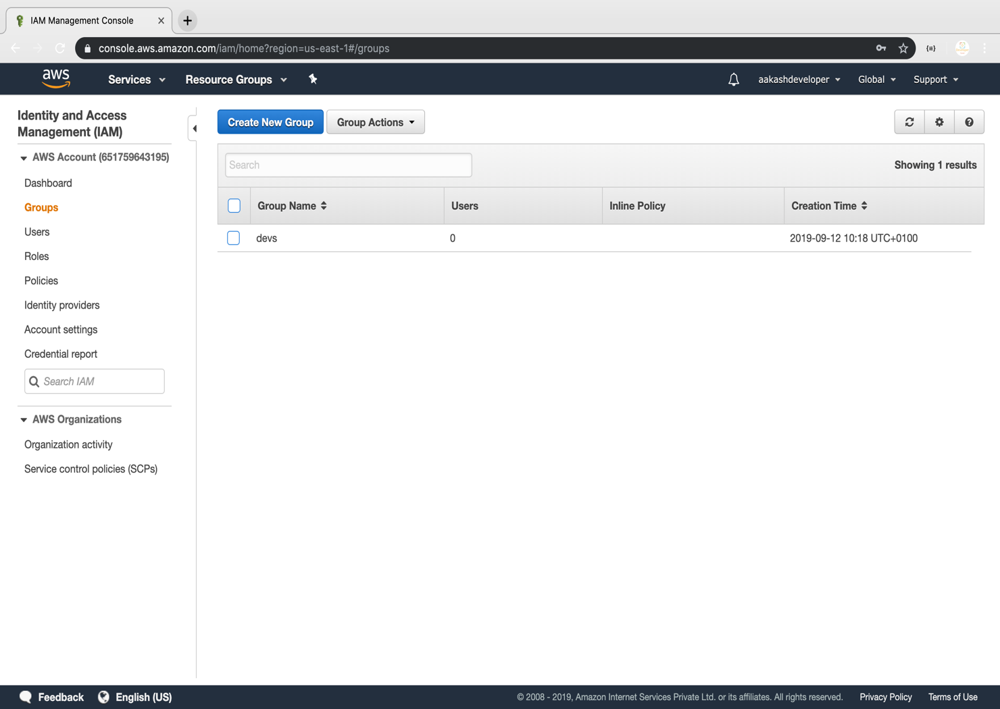 IAM Management Console
console.aws.amazon.com/iam/home?region=us-east-1#/groups
aws
Services
Resource Groups
aakashdeveloper
Global
Support
Identity and Access
Management (IAM)
AWS Account (651759643195)
Dashboard
Groups
Users
Roles
Policies
Identity providers
Account settings
Credential report
Search IAM
AWS Organizations
Organization activity
Service control policies (SCPs)
Create New Group
Group Actions
Search
Showing 1 results
Group Name Users Inline Policy Creation Time
devs 0 2019-09-12 10:18 UTC+0100
Feedback
English (US)
© 2008 - 2019, Amazon Internet Services Private Ltd. or its affiliates. All rights reserved.
Privacy Policy
Terms of Use